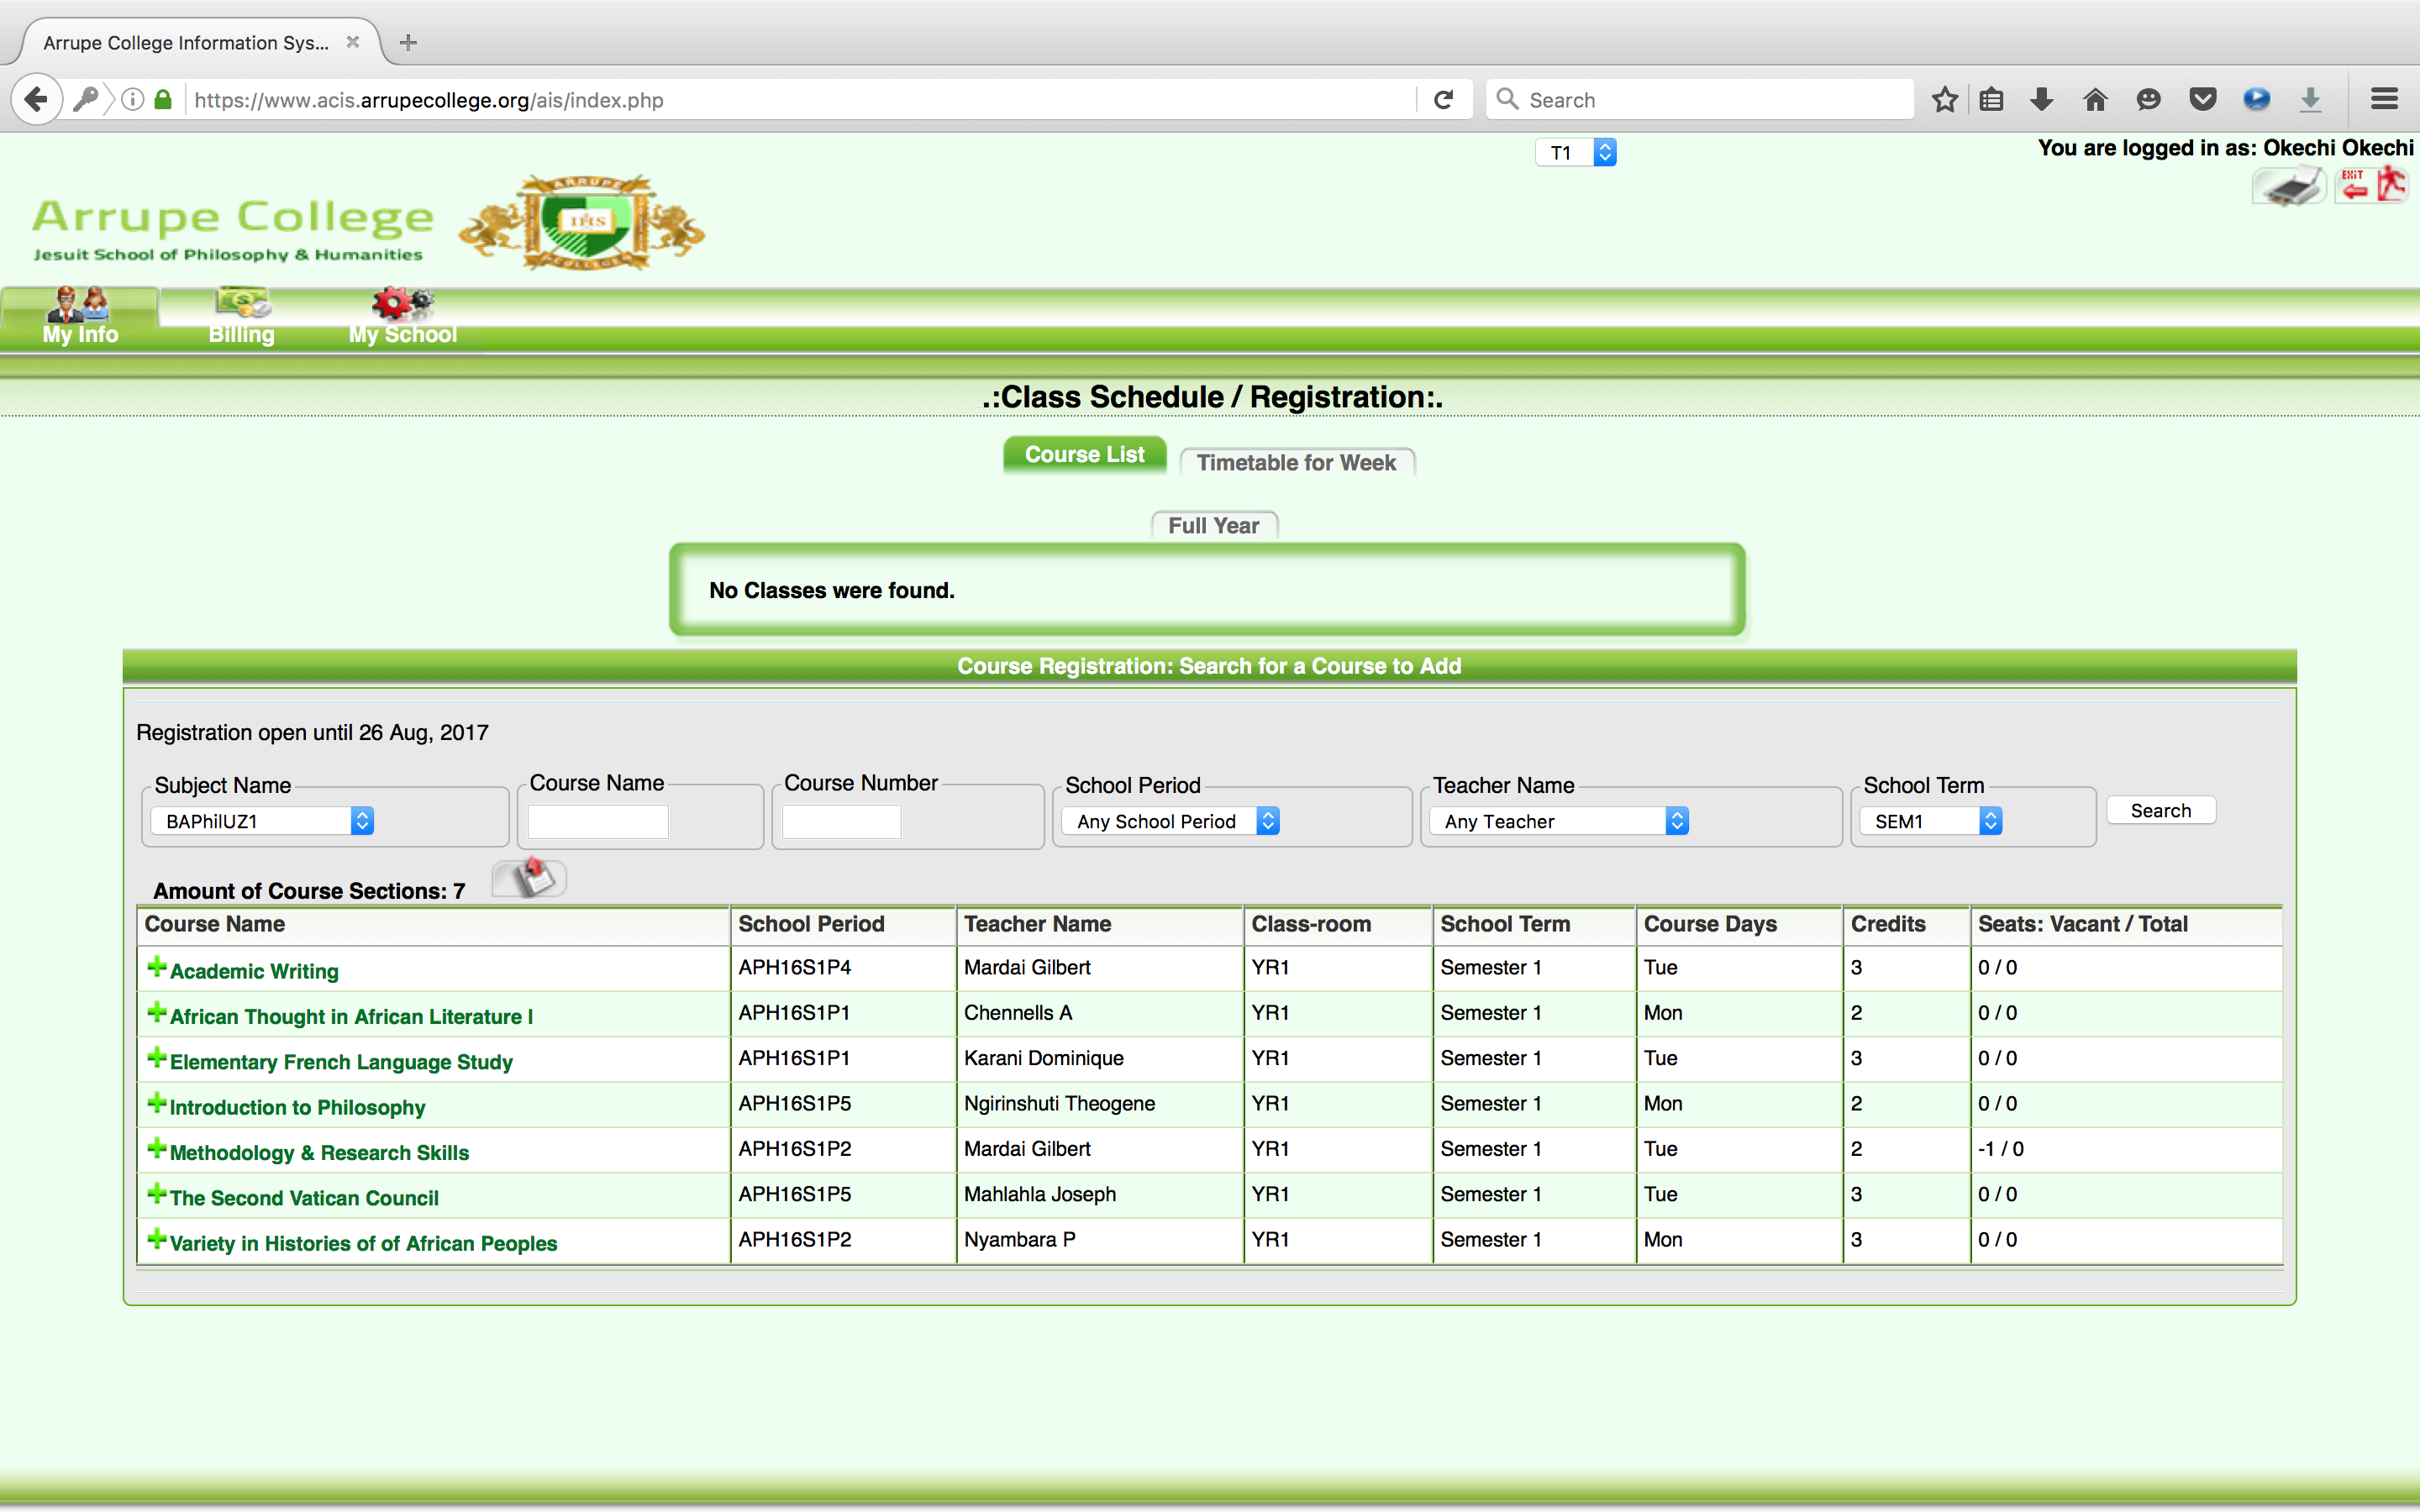 Arrupe College Information Sys...
https://www.acis.arrupecollege.org/ais/index.php
Search
T1
You are logged in as: Okechi Okechi
EXIT
Arrupe College
Jesuit School of Philosophy & Humanities
ARRUPE
IHS
COLLEGE
My Info
Billing
My School
.:Class Schedule / Registration:.
Course List
Timetable for Week
Full Year
No Classes were found.
Course Registration: Search for a Course to Add
Registration open until 26 Aug, 2017
Subject Name Course Name Course Number School Period Teacher Name School Term
BAPhilUZ1 Any School Period Any Teacher SEM1 Search
Amount of Course Sections: 7
Course Name School Period Teacher Name Class-room School Term Course Days Credits Seats: Vacant / Total
Academic Writing APH16S1P4 Mardai Gilbert YR1 Semester 1 Tue 3 0 / 0
African Thought in African Literature I APH16S1P1 Chennells A YR1 Semester 1 Mon 2 0 / 0
Elementary French Language Study APH16S1P1 Karani Dominique YR1 Semester 1 Tue 3 0 / 0
Introduction to Philosophy APH16S1P5 Ngirinshuti Theogene YR1 Semester 1 Mon 2 0 / 0
Methodology & Research Skills APH16S1P2 Mardai Gilbert YR1 Semester 1 Tue 2 -1 / 0
The Second Vatican Council APH16S1P5 Mahlahla Joseph YR1 Semester 1 Tue 3 0 / 0
Variety in Histories of of African Peoples APH16S1P2 Nyambara P YR1 Semester 1 Mon 3 0 / 0